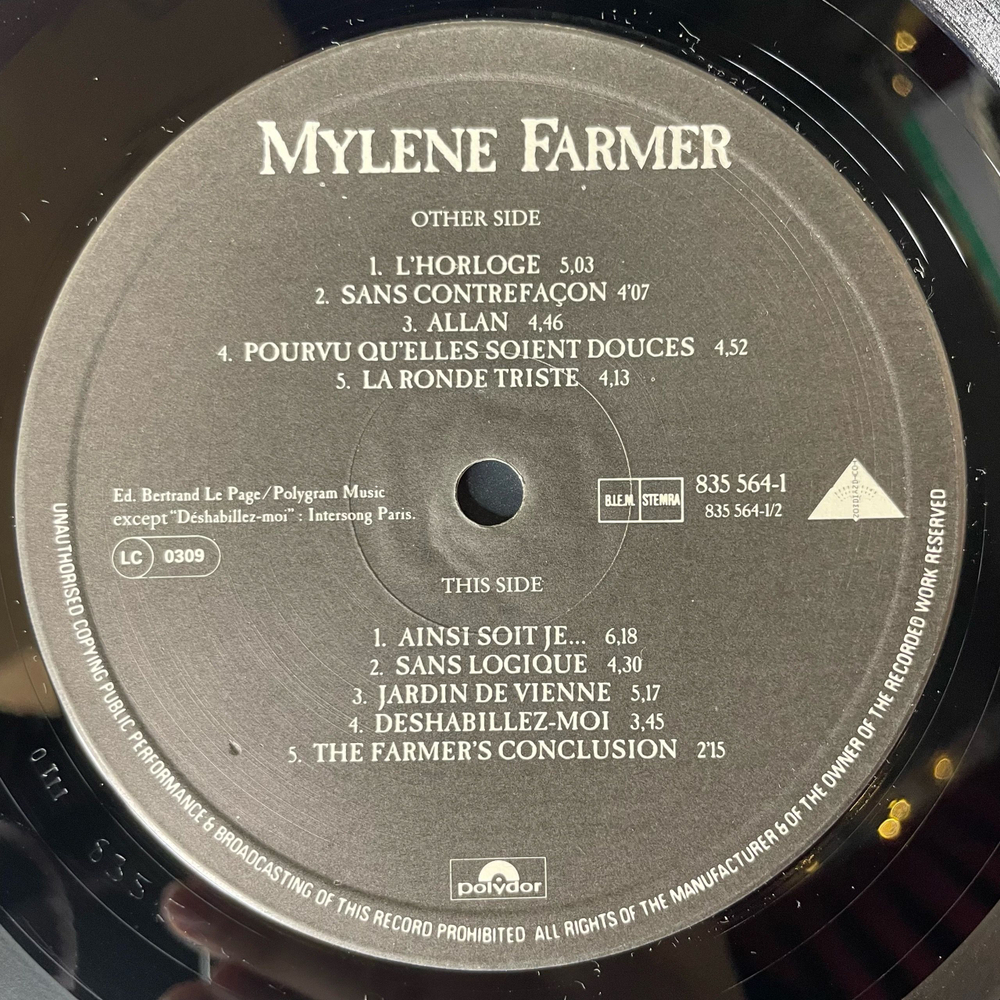 MYLENE FARMER
OTHER SIDE
1. L'HORLOGE 5,03
2. SANS CONTREFAÇON 4'07
3. ALLAN 4,46
4. POURVU QU'ELLES SOIENT DOUCES 4,52
5. LA RONDE TRISTE 4,13
Ed. Bertrand Le Page/Polygram Music
except "Déshabillez-moi" : Intersong Paris.
LC 0309
B.I.E.M. STEMRA
835 564-1
835 564-1/2
THIS SIDE
1. AINSI SOIT JE... 6,18
2. SANS LOGIQUE 4,30
3. JARDIN DE VIENNE 5,17
4. DESHABILLEZ-MOI 3,45
5. THE FARMER'S CONCLUSION 2'15
polydor
UNAUTHORISED COPYING PUBLIC PERFORMANCE & BROADCASTING OF THIS RECORD PROHIBITED ALL RIGHTS OF THE MANUFACTURER & OF THE OWNER OF THE RECORDED WORK RESERVED
635